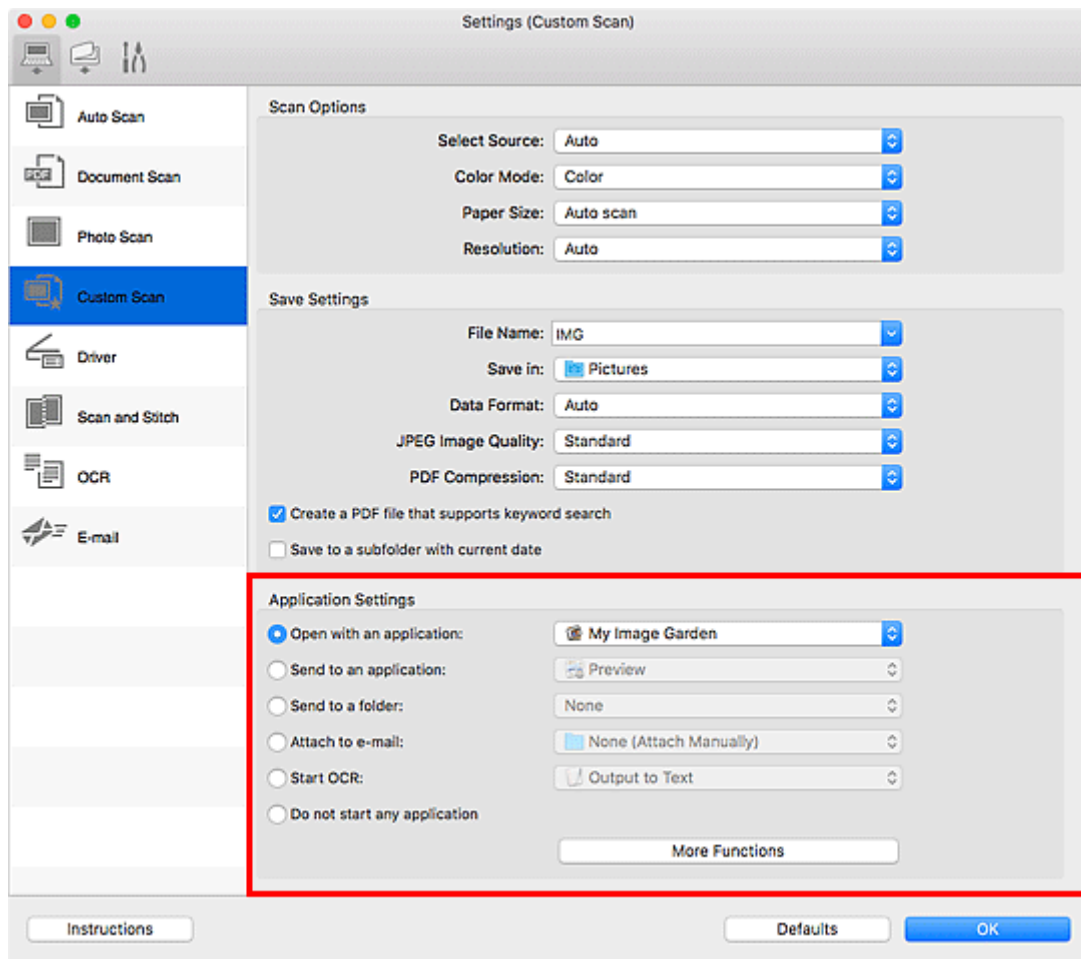 Settings (Custom Scan)
Auto Scan
PDF
Document Scan
Photo Scan
Custom Scan
Driver
Scan and Stitch
OCR
E-mail
Scan Options
Select Source: Auto
Color Mode: Color
Paper Size: Auto scan
Resolution: Auto
Save Settings
File Name: IMG
Save in: Pictures
Data Format: Auto
JPEG Image Quality: Standard
PDF Compression: Standard
Create a PDF file that supports keyword search
Save to a subfolder with current date
Application Settings
Open with an application: My Image Garden
Send to an application: Preview
Send to a folder: None
Attach to e-mail: None (Attach Manually)
Start OCR: Output to Text
Do not start any application
More Functions
Instructions Defaults OK